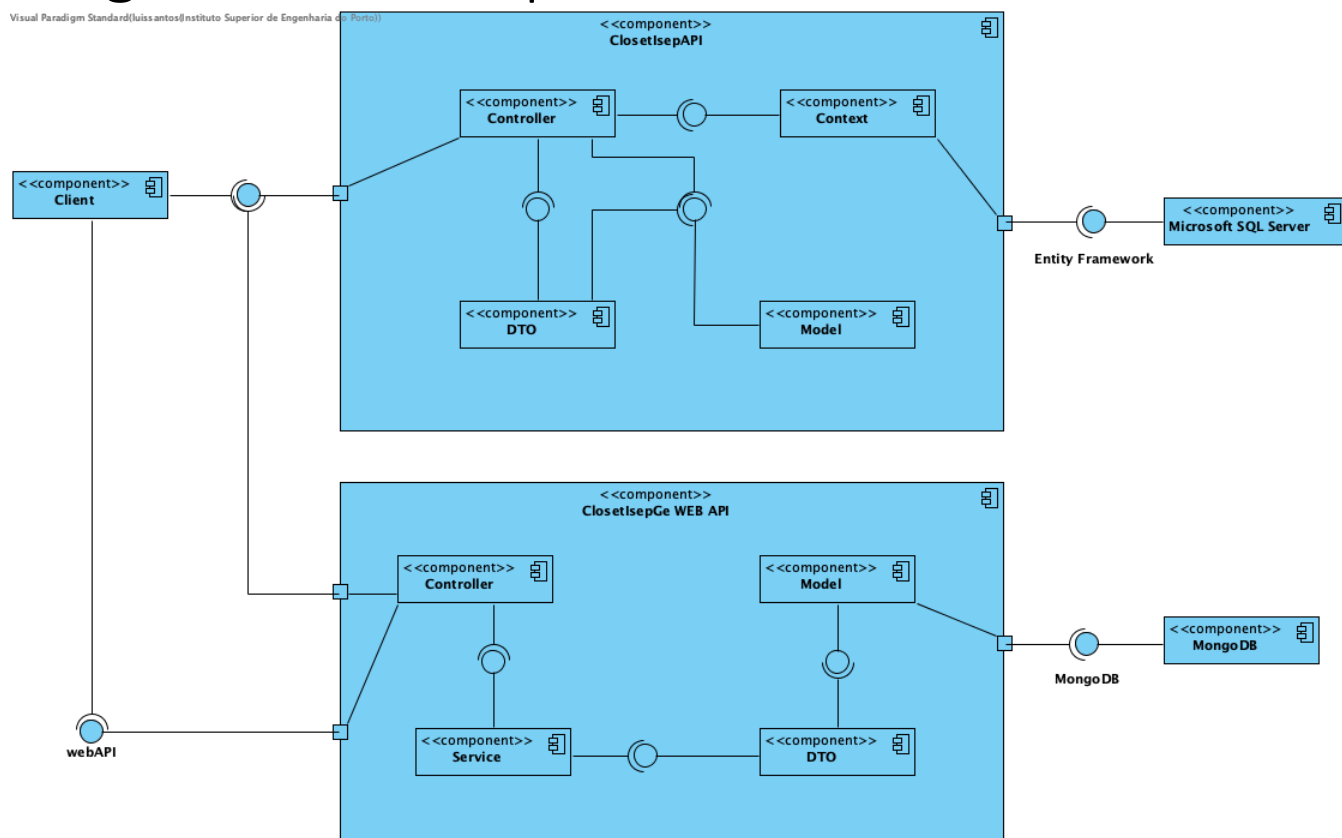 Visual Paradigm Standard(luissantos(Instituto Superior de Engenharia do Porto))
<<component>>
ClosetIsepAPI
<<component>>
Controller
<<component>>
Context
<<component>>
Client
<<component>>
Microsoft SQL Server
Entity Framework
<<component>>
DTO
<<component>>
Model
<<component>>
ClosetIsepGe WEB API
<<component>>
Controller
<<component>>
Model
<<component>>
MongoDB
MongoDB
webAPI
<<component>>
Service
<<component>>
DTO